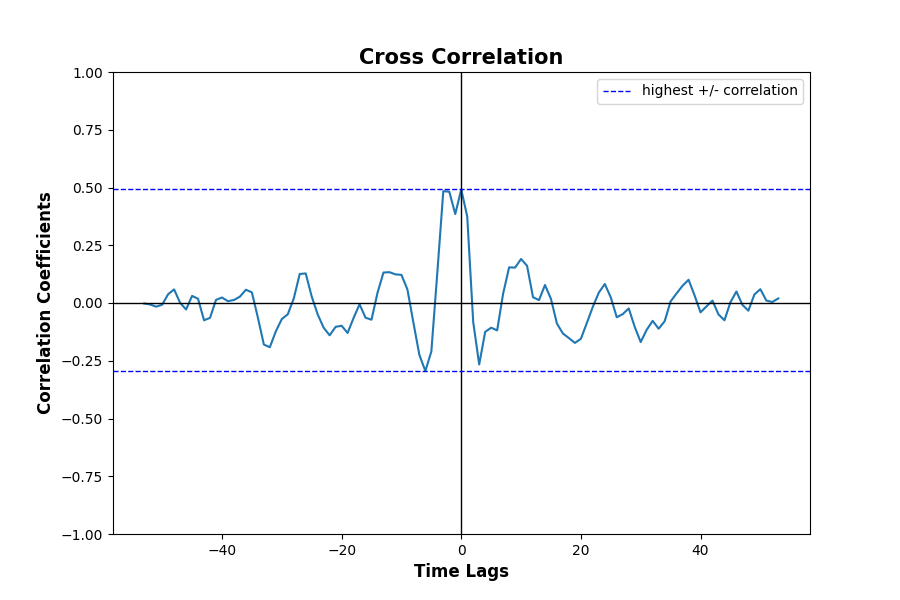 Cross Correlation
highest +/- correlation
1.00
0.75
0.50
0.25
0.00
−0.25
−0.50
−0.75
−1.00
Correlation Coefficients
−40 −20 0 20 40
Time Lags